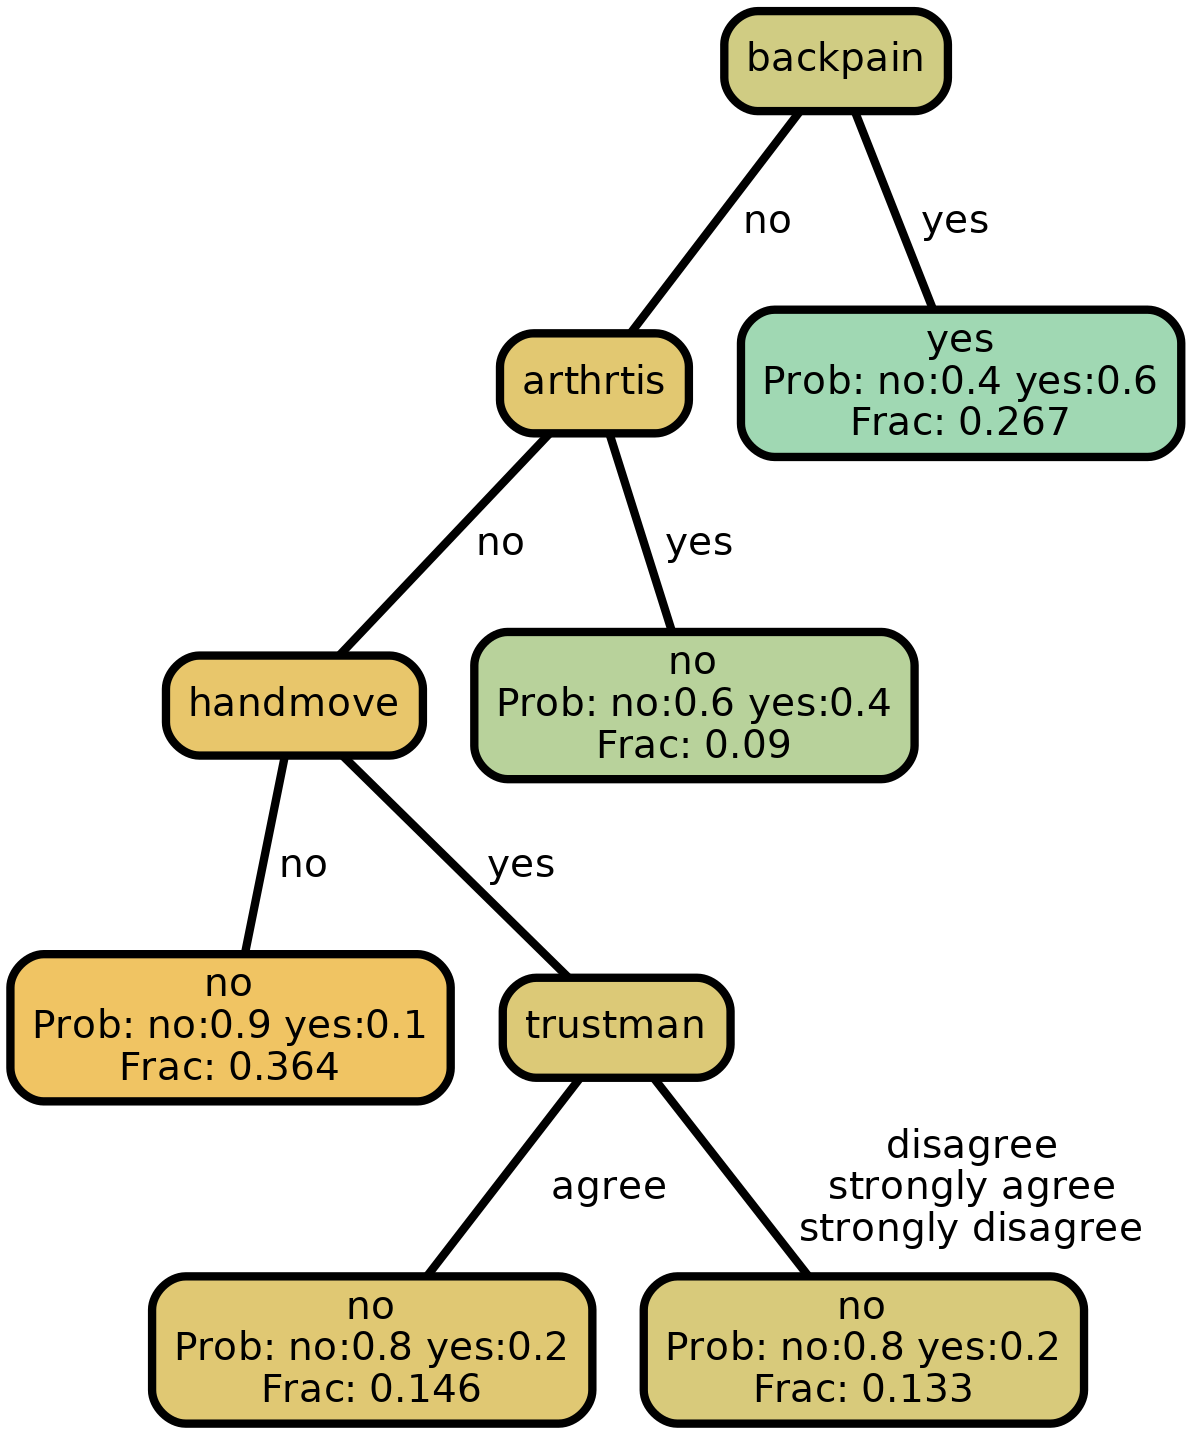 backpain
no
yes
arthrtis
yes
Prob: no:0.4 yes:0.6
Frac: 0.267
no
yes
handmove
no
Prob: no:0.6 yes:0.4
Frac: 0.09
no
yes
no
Prob: no:0.9 yes:0.1
Frac: 0.364
trustman
agree
disagree
strongly agree
strongly disagree
no
Prob: no:0.8 yes:0.2
Frac: 0.146
no
Prob: no:0.8 yes:0.2
Frac: 0.133